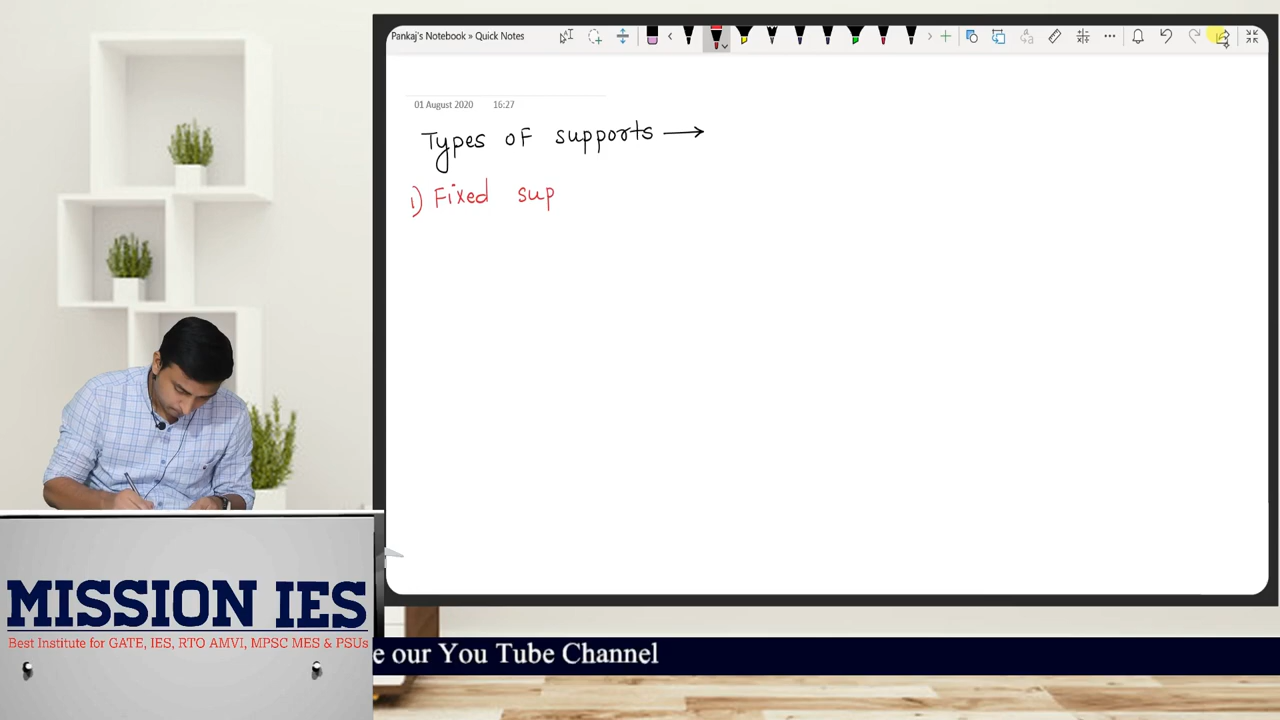 Pankaj's Notebook » Quick Notes
01 August 2020 16:27
Types of supports →
1) Fixed sup
MISSION IES
Best Institute for GATE, IES, RTO AMVI, MPSC MES & PSUs
e our You Tube Channel